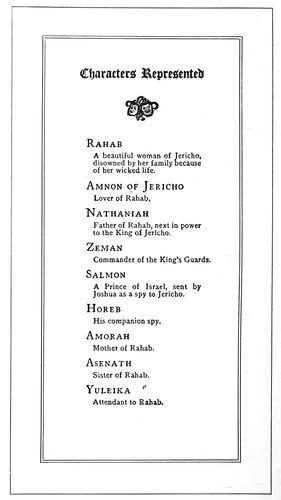 Characters Represented
RAHAB
A beautiful woman of Jericho,
disowned by her family because
of her wicked life.
AMNON OF JERICHO
Lover of Rahab.
NATHANIAH
Father of Rahab, next in power
to the King of Jericho.
ZEMAN
Commander of the King's Guards.
SALMON
A Prince of Israel, sent by
Joshua as a spy to Jericho.
HOREB
His companion spy.
AMORAH
Mother of Rahab.
ASENATH
Sister of Rahab.
YULEIKA
Attendant to Rahab.